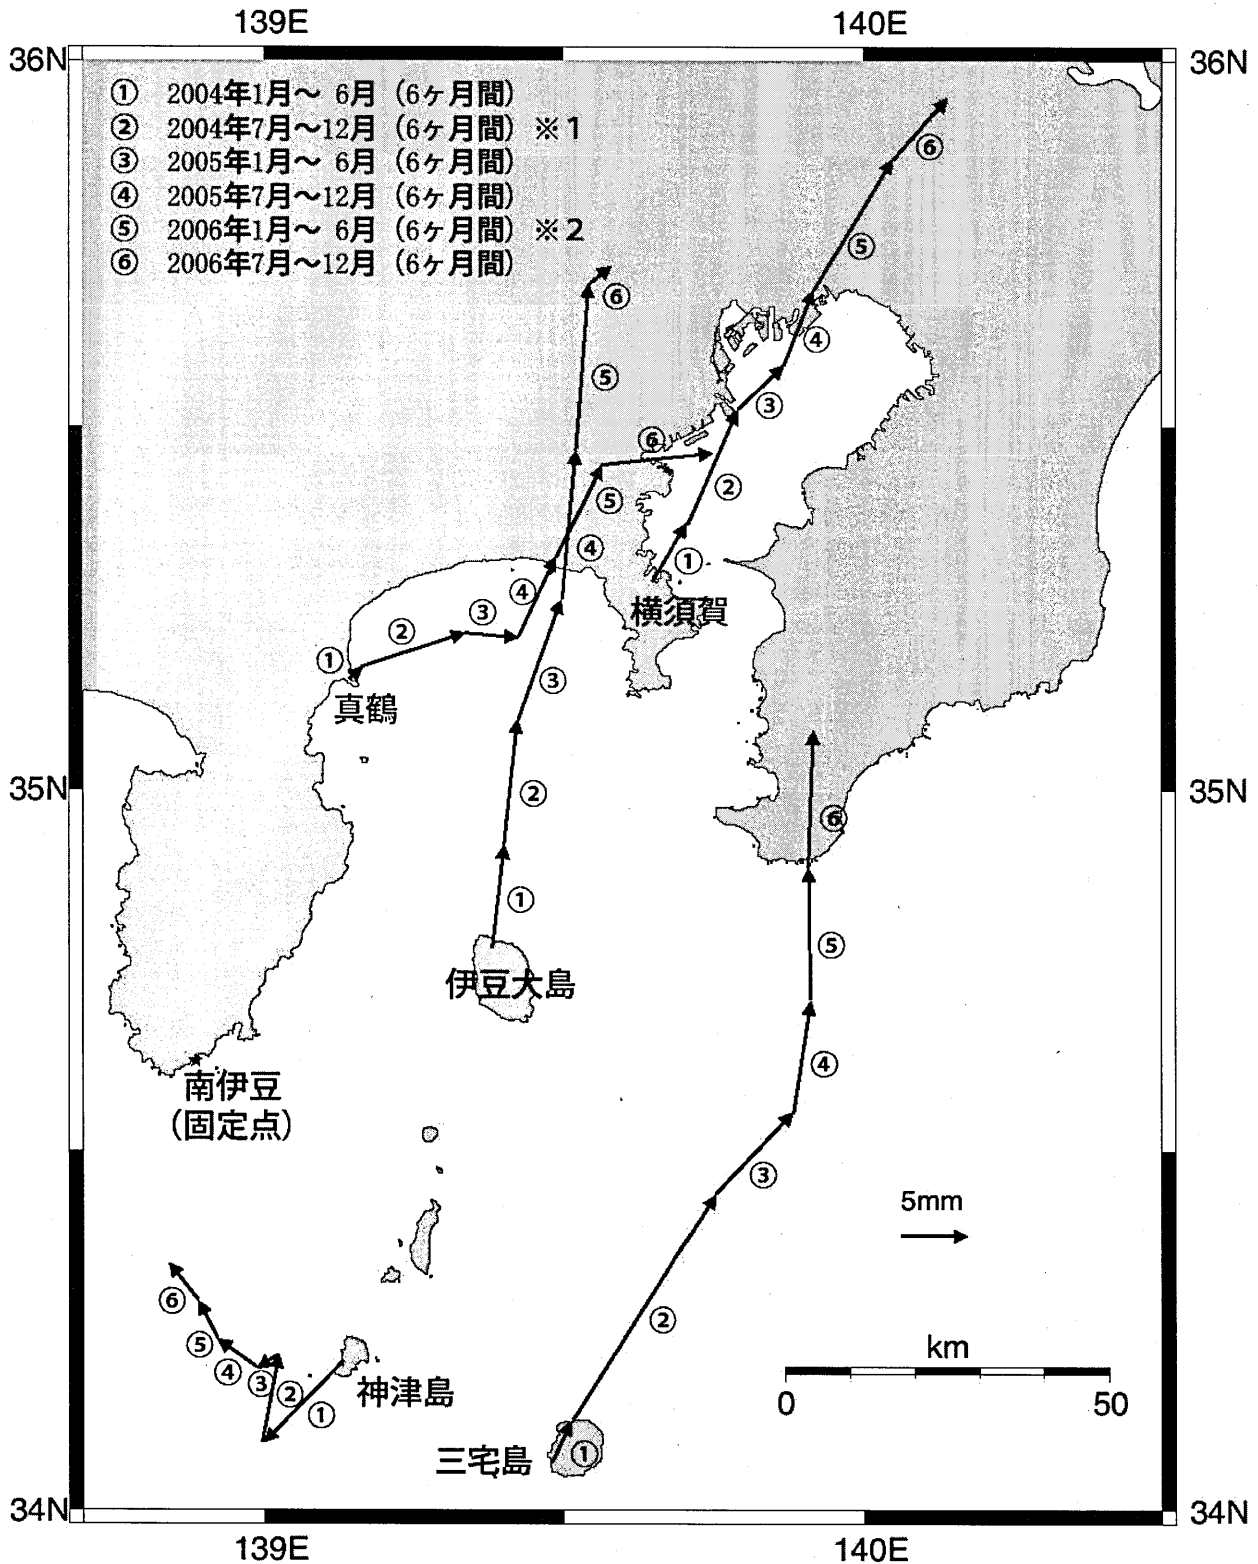 139E
140E
36N
36N
① 2004年1月～ 6月（6ヶ月間）
② 2004年7月～12月（6ヶ月間）※1
③ 2005年1月～ 6月（6ヶ月間）
④ 2005年7月～12月（6ヶ月間）
⑤ 2006年1月～ 6月（6ヶ月間）※2
⑥ 2006年7月～12月（6ヶ月間）
⑥
⑤
⑥
④
⑤
③
⑥
②
⑤
④
①
④
横須賀
③
②
①
③
真鶴
35N
35N
②
⑥
①
⑤
伊豆大島
④
南伊豆
（固定点）
③
5mm
⑥
②
⑤
④
③
②
①
神津島
km
0
50
三宅島
①
34N
34N
139E
140E